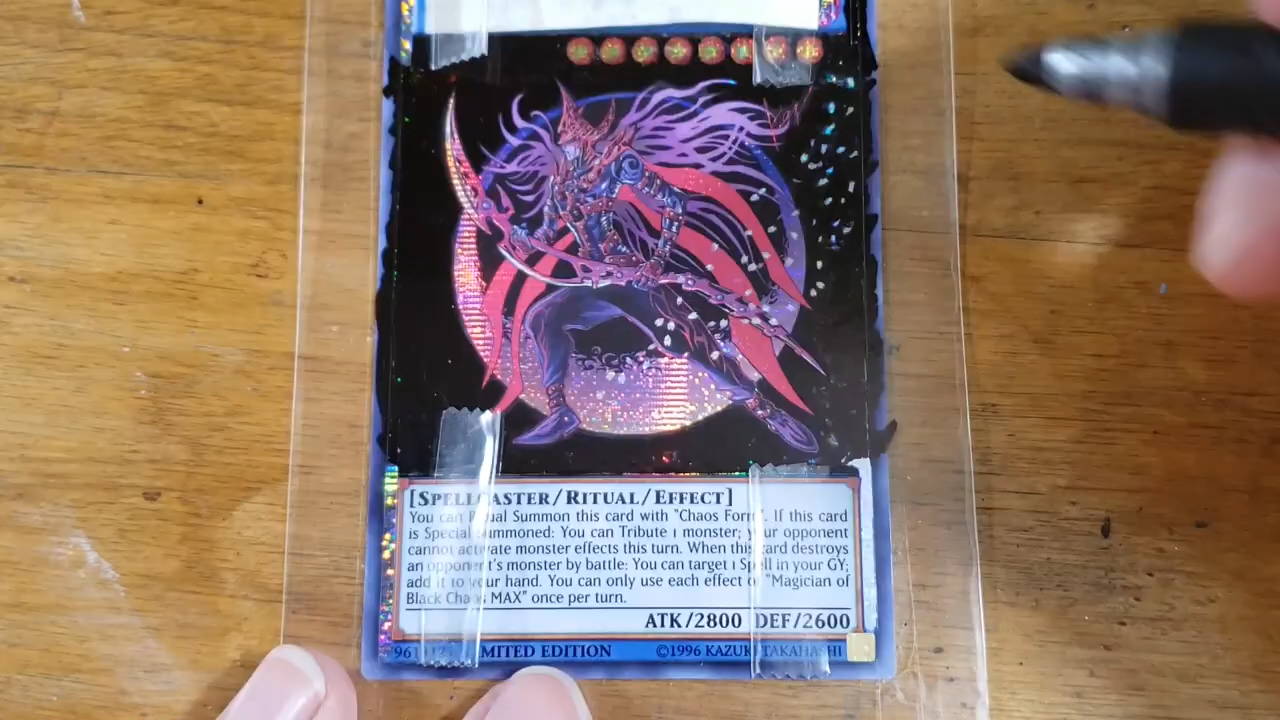 [SPELLCASTER/RITUAL/EFFECT]
You can Ritual Summon this card with "Chaos Form". If this card
is Special Summoned: You can Tribute 1 monster; your opponent
cannot activate monster effects this turn. When this card destroys
an opponent's monster by battle: You can target 1 Spell in your GY;
add it to your hand. You can only use each effect of "Magician of
Black Chaos MAX" once per turn.
ATK/2800 DEF/2600
LIMITED EDITION ©1996 KAZUKI TAKAHASHI